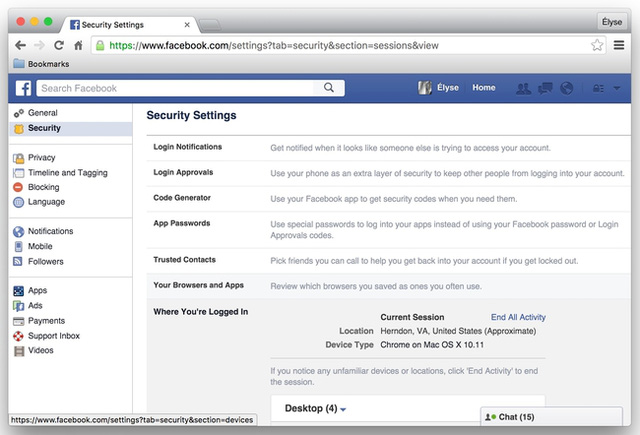 Security Settings
Élyse
https://www.facebook.com/settings?tab=security&section=sessions&view
Bookmarks
Search Facebook
Élyse
Home
General
Security
Privacy
Timeline and Tagging
Blocking
Language
Notifications
Mobile
Followers
Apps
Ads
Payments
Support Inbox
Videos
Security Settings
Login Notifications
Get notified when it looks like someone else is trying to access your account.
Login Approvals
Use your phone as an extra layer of security to keep other people from logging into your account.
Code Generator
Use your Facebook app to get security codes when you need them.
App Passwords
Use special passwords to log into your apps instead of using your Facebook password or Login
Approvals codes.
Trusted Contacts
Pick friends you can call to help you get back into your account if you get locked out.
Your Browsers and Apps
Review which browsers you saved as ones you often use.
Where You're Logged In
Current Session
End All Activity
Location
Herndon, VA, United States (Approximate)
Device Type
Chrome on Mac OS X 10.11
If you notice any unfamiliar devices or locations, click 'End Activity' to end
the session.
Desktop (4)
https://www.facebook.com/settings?tab=security&section=devices
Chat (15)